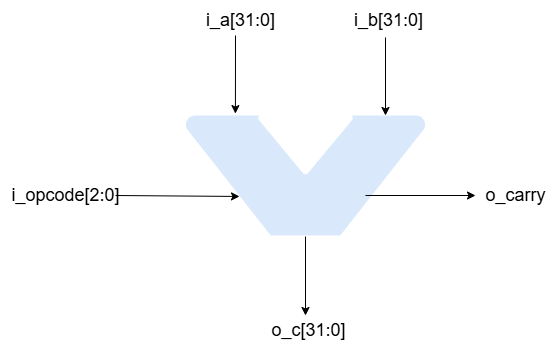 i_a[31:0]
i_b[31:0]
i_opcode[2:0]
o_carry
o_c[31:0]